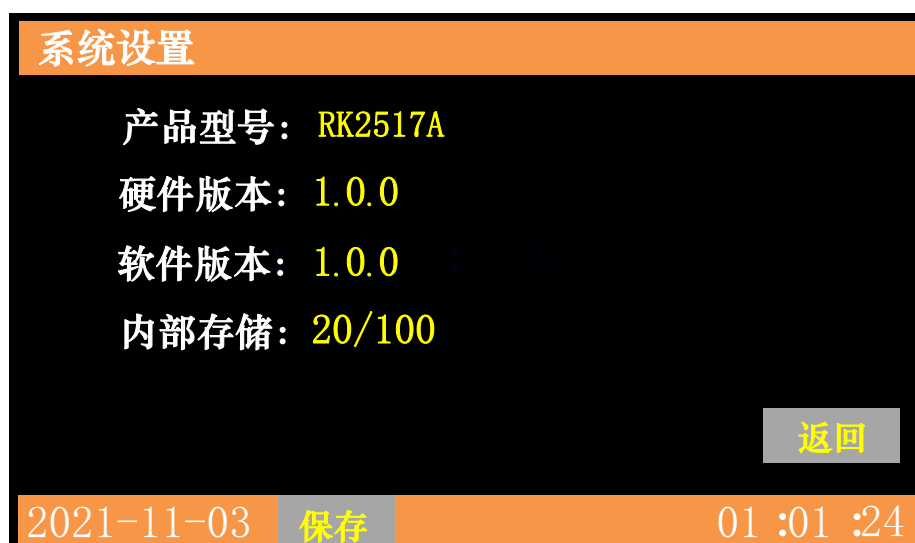 系统设置
产品型号: RK2517A
硬件版本: 1.0.0
软件版本: 1.0.0
内部存储: 20/100
返回
2021-11-03 保存 01:01:24